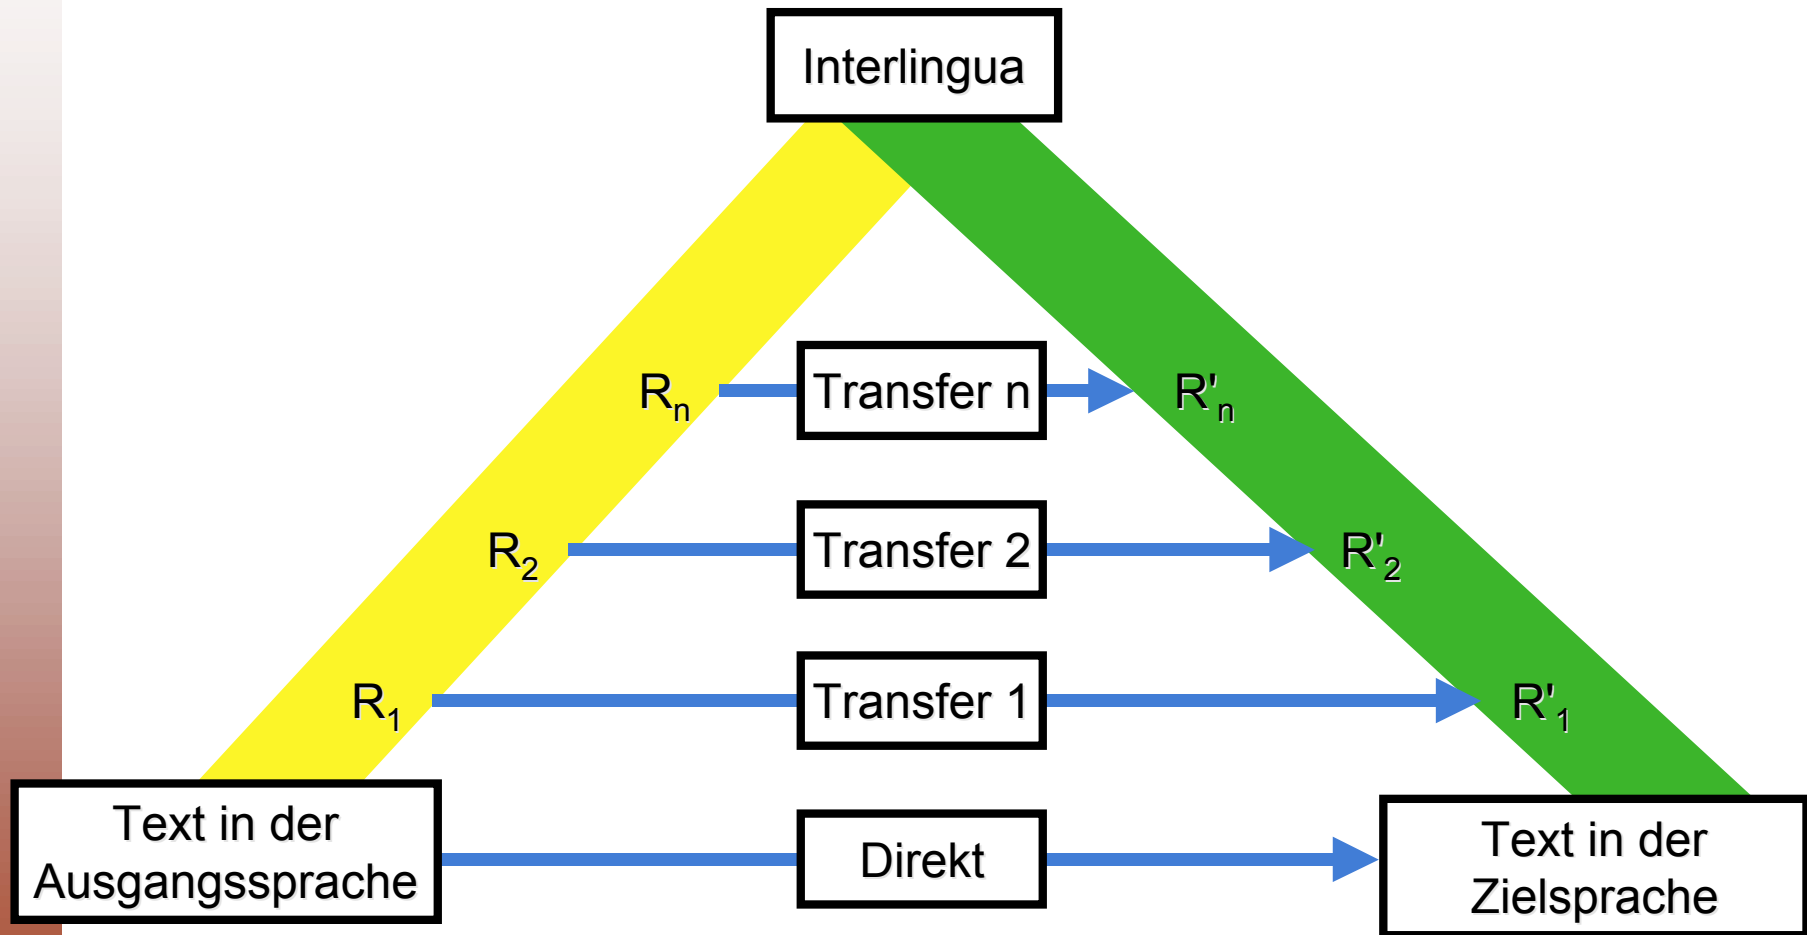 Interlingua
Rn Transfer n R'n
R2 Transfer 2 R'2
R1 Transfer 1 R'1
Text in der
Ausgangssprache
Direkt
Text in der
Zielsprache